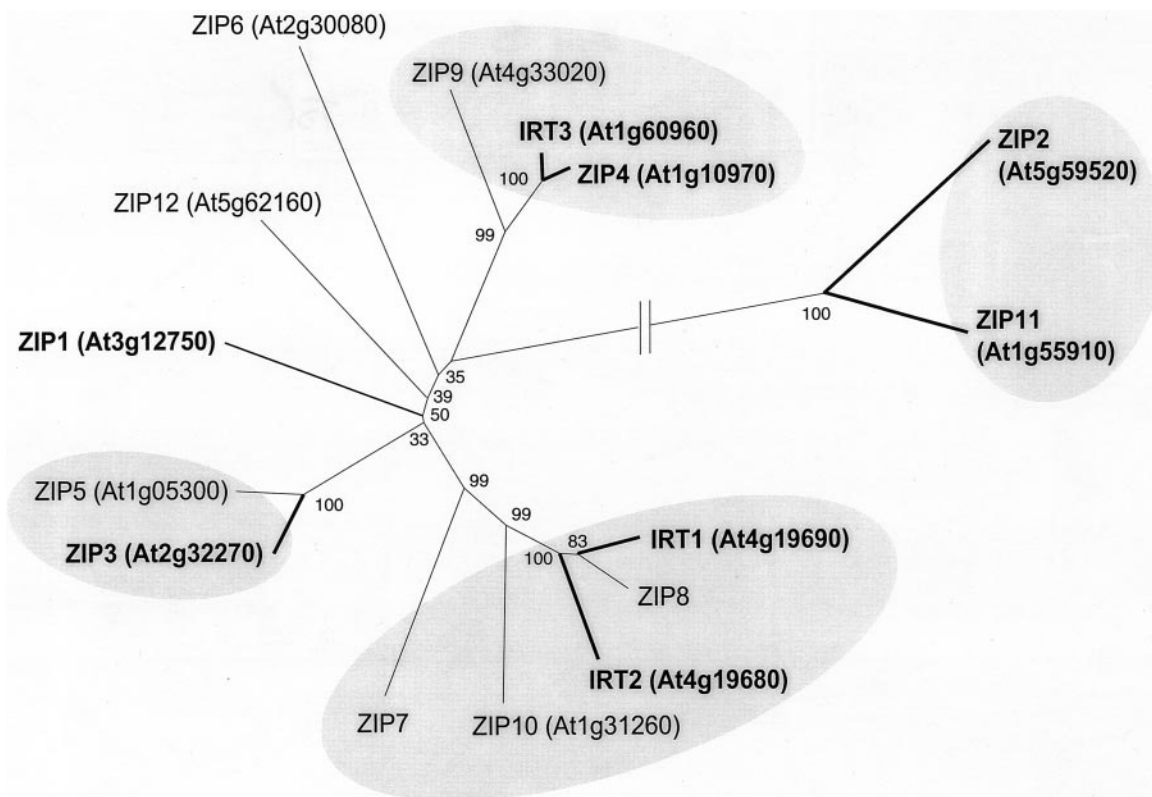 ZIP6 (At2g30080)
ZIP9 (At4g33020)
IRT3 (At1g60960)
ZIP2
(At5g59520)
100
ZIP4 (At1g10970)
ZIP12 (At5g62160)
99
100
ZIP11
(At1g55910)
ZIP1 (At3g12750)
35
39
50
33
ZIP5 (At1g05300)
100
99
99
ZIP3 (At2g32270)
83
IRT1 (At4g19690)
100
ZIP8
IRT2 (At4g19680)
ZIP7
ZIP10 (At1g31260)